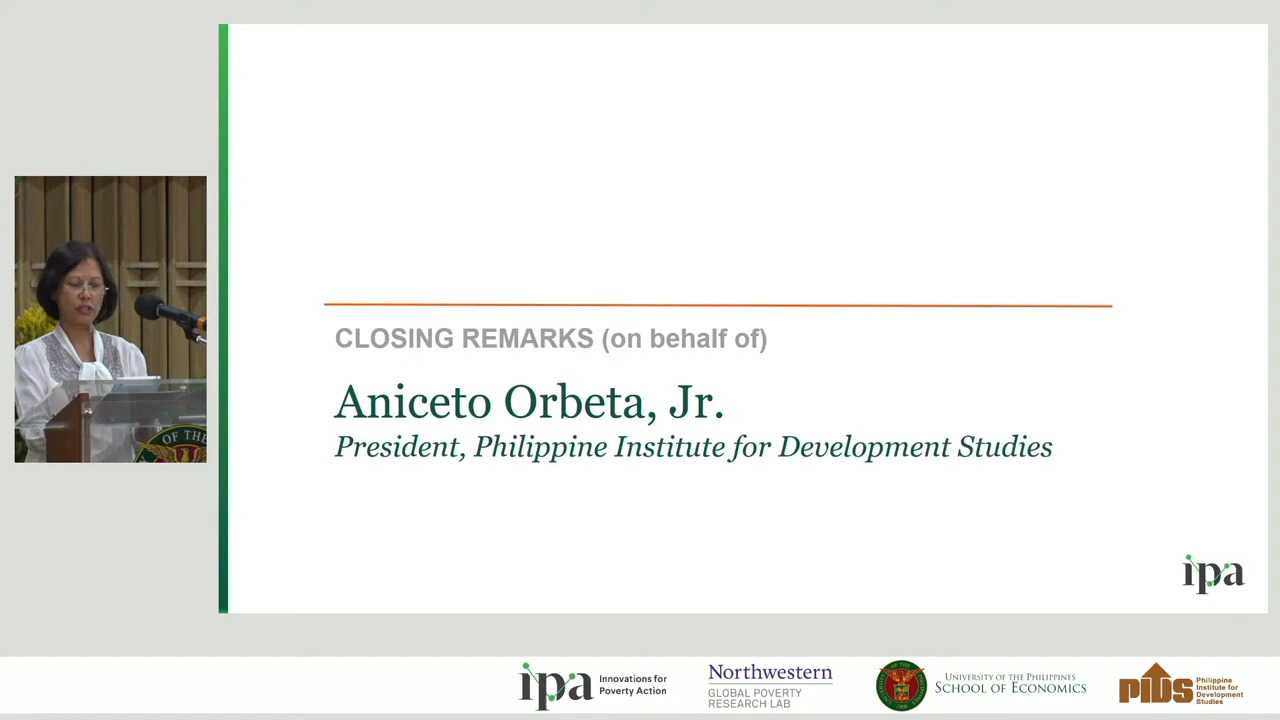 CLOSING REMARKS (on behalf of)
Aniceto Orbeta, Jr.
President, Philippine Institute for Development Studies
ipa
OF THE
ipa
Innovations for
Poverty Action
Northwestern
GLOBAL POVERTY
RESEARCH LAB
UNIVERSITY OF THE PHILIPPINES
SCHOOL OF ECONOMICS
PIDS
Philippine
Institute for
Development
Studies